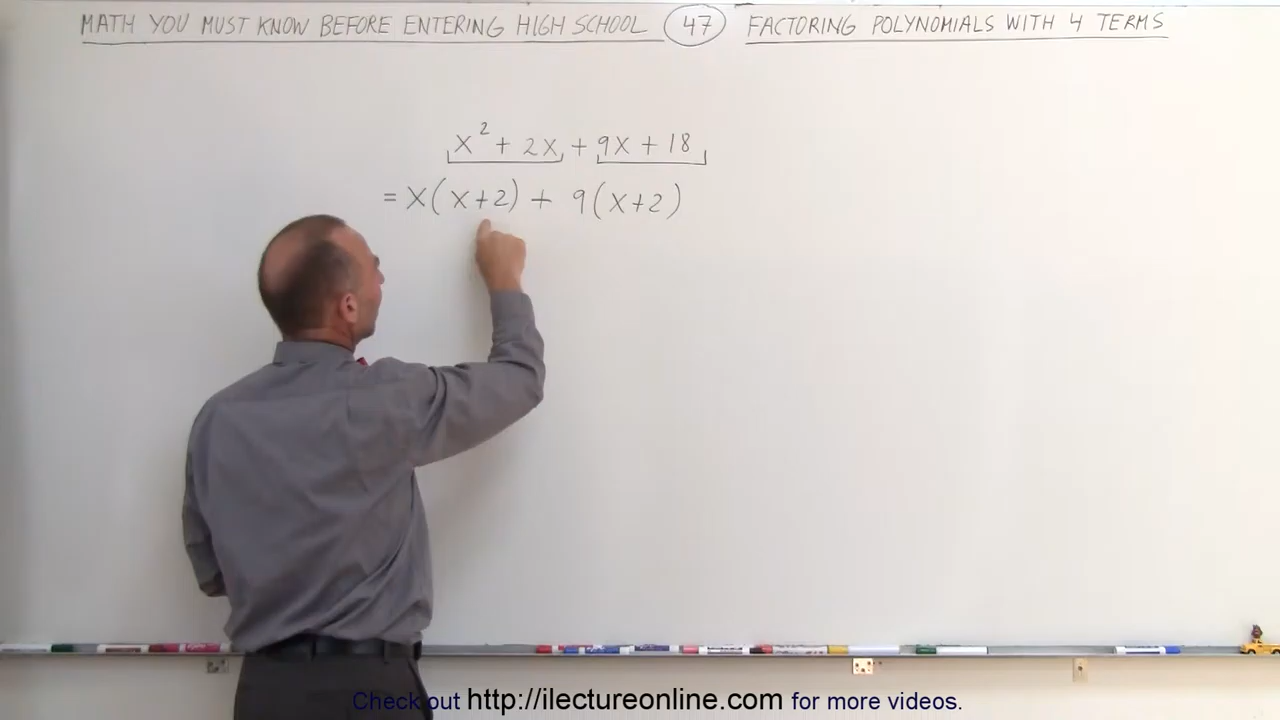 MATH YOU MUST KNOW BEFORE ENTERING HIGH SCHOOL 47 FACTORING POLYNOMIALS WITH 4 TERMS
x² + 2x + 9x + 18
= x(x+2) + 9(x+2)
Check out http://ilectureonline.com for more videos.